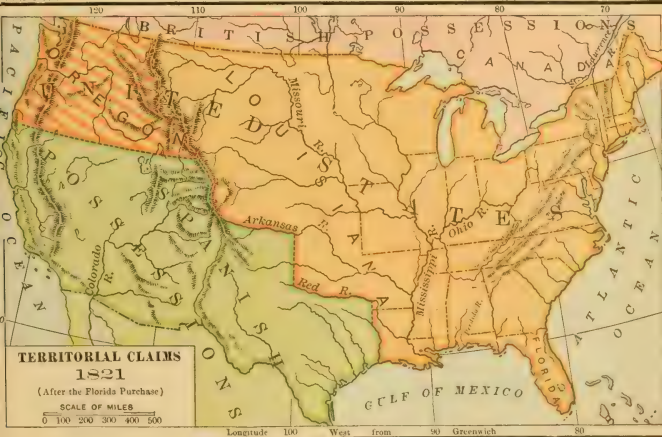 120 110 100 90 80 70
BRITISH POSSESSIONS
CANADA
St. Lawrence R.
PACIFIC OCEAN
OREGON
UNITED STATES
LOUISIANA
Missouri R.
SPANISH POSSESSIONS
Colorado R.
Arkansas R.
Red R.
Mississippi R.
Ohio R.
FLORIDA
ATLANTIC OCEAN
GULF OF MEXICO
TERRITORIAL CLAIMS
1821
(After the Florida Purchase)
SCALE OF MILES
0 100 200 300 400 500
Longitude 100 West from 90 Greenwich 80